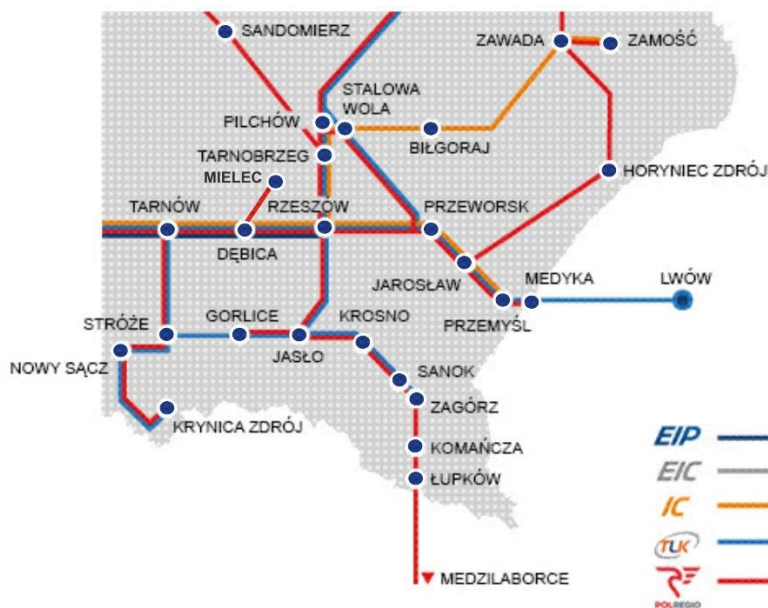 SANDOMIERZ
ZAWADA
ZAMOŚĆ
STALOWA
WOLA
PILCHÓW
BIŁGORAJ
TARNOBRZEG
MIELEC
HORYNIEC ZDRÓJ
TARNÓW
RZESZÓW
PRZEWORSK
DĘBICA
JAROSŁAW
MEDYKA
LWÓW
PRZEMYŚL
STRÓŻE
GORLICE
KROSNO
JASŁO
NOWY SĄCZ
SANOK
ZAGÓRZ
KRYNICA ZDRÓJ
EIP
KOMAŃCZA
EIC
ŁUPKÓW
IC
TLK
MEDZILABORCE
POLREGIO